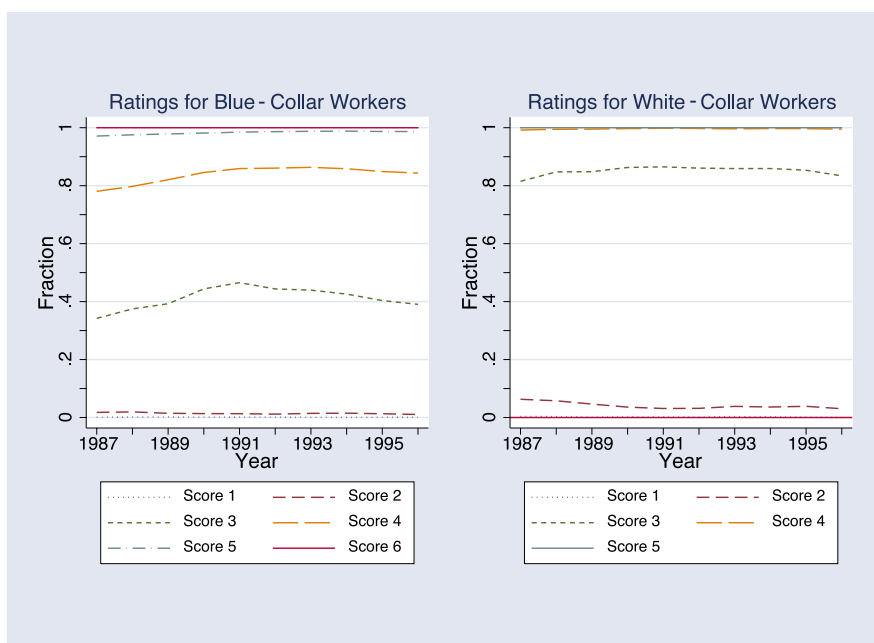 Ratings for Blue - Collar Workers
Fraction
1
.8
.6
.4
.2
0
1987 1989 1991 1993 1995
Year
Score 1 Score 2
Score 3 Score 4
Score 5 Score 6
Ratings for White - Collar Workers
Fraction
1
.8
.6
.4
.2
0
1987 1989 1991 1993 1995
Year
Score 1 Score 2
Score 3 Score 4
Score 5